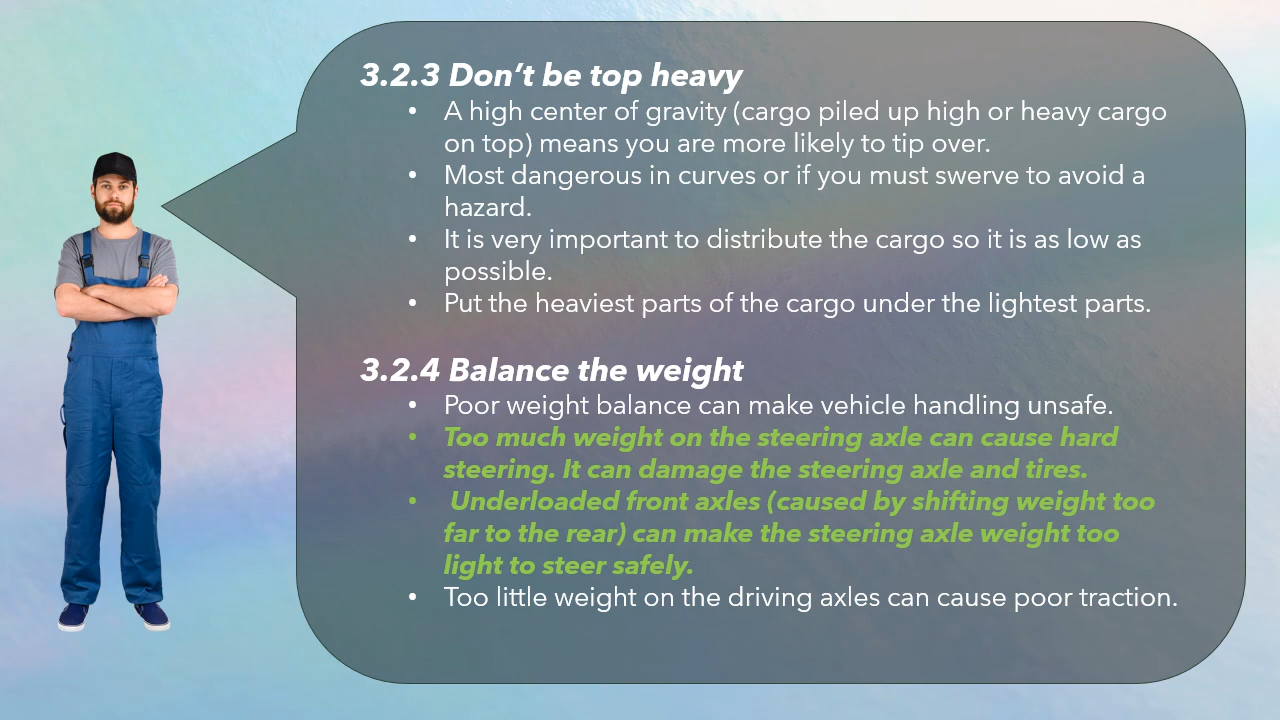 3.2.3 Don’t be top heavy
• A high center of gravity (cargo piled up high or heavy cargo
on top) means you are more likely to tip over.
• Most dangerous in curves or if you must swerve to avoid a
hazard.
• It is very important to distribute the cargo so it is as low as
possible.
• Put the heaviest parts of the cargo under the lightest parts.
3.2.4 Balance the weight
• Poor weight balance can make vehicle handling unsafe.
• Too much weight on the steering axle can cause hard
steering. It can damage the steering axle and tires.
• Underloaded front axles (caused by shifting weight too
far to the rear) can make the steering axle weight too
light to steer safely.
• Too little weight on the driving axles can cause poor traction.